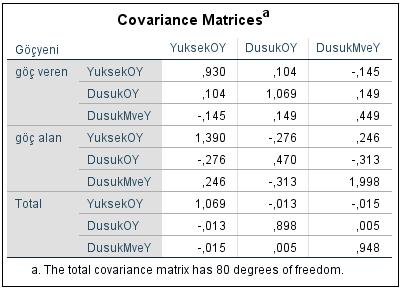 Covariance Matricesa
Göçyeni YuksekOY DusukOY DusukMveY
göç veren YuksekOY ,930 ,104 -,145
DusukOY ,104 1,069 ,149
DusukMveY -,145 ,149 ,449
göç alan YuksekOY 1,390 -,276 ,246
DusukOY -,276 ,470 -,313
DusukMveY ,246 -,313 1,998
Total YuksekOY 1,069 -,013 -,015
DusukOY -,013 ,898 ,005
DusukMveY -,015 ,005 ,948
a. The total covariance matrix has 80 degrees of freedom.